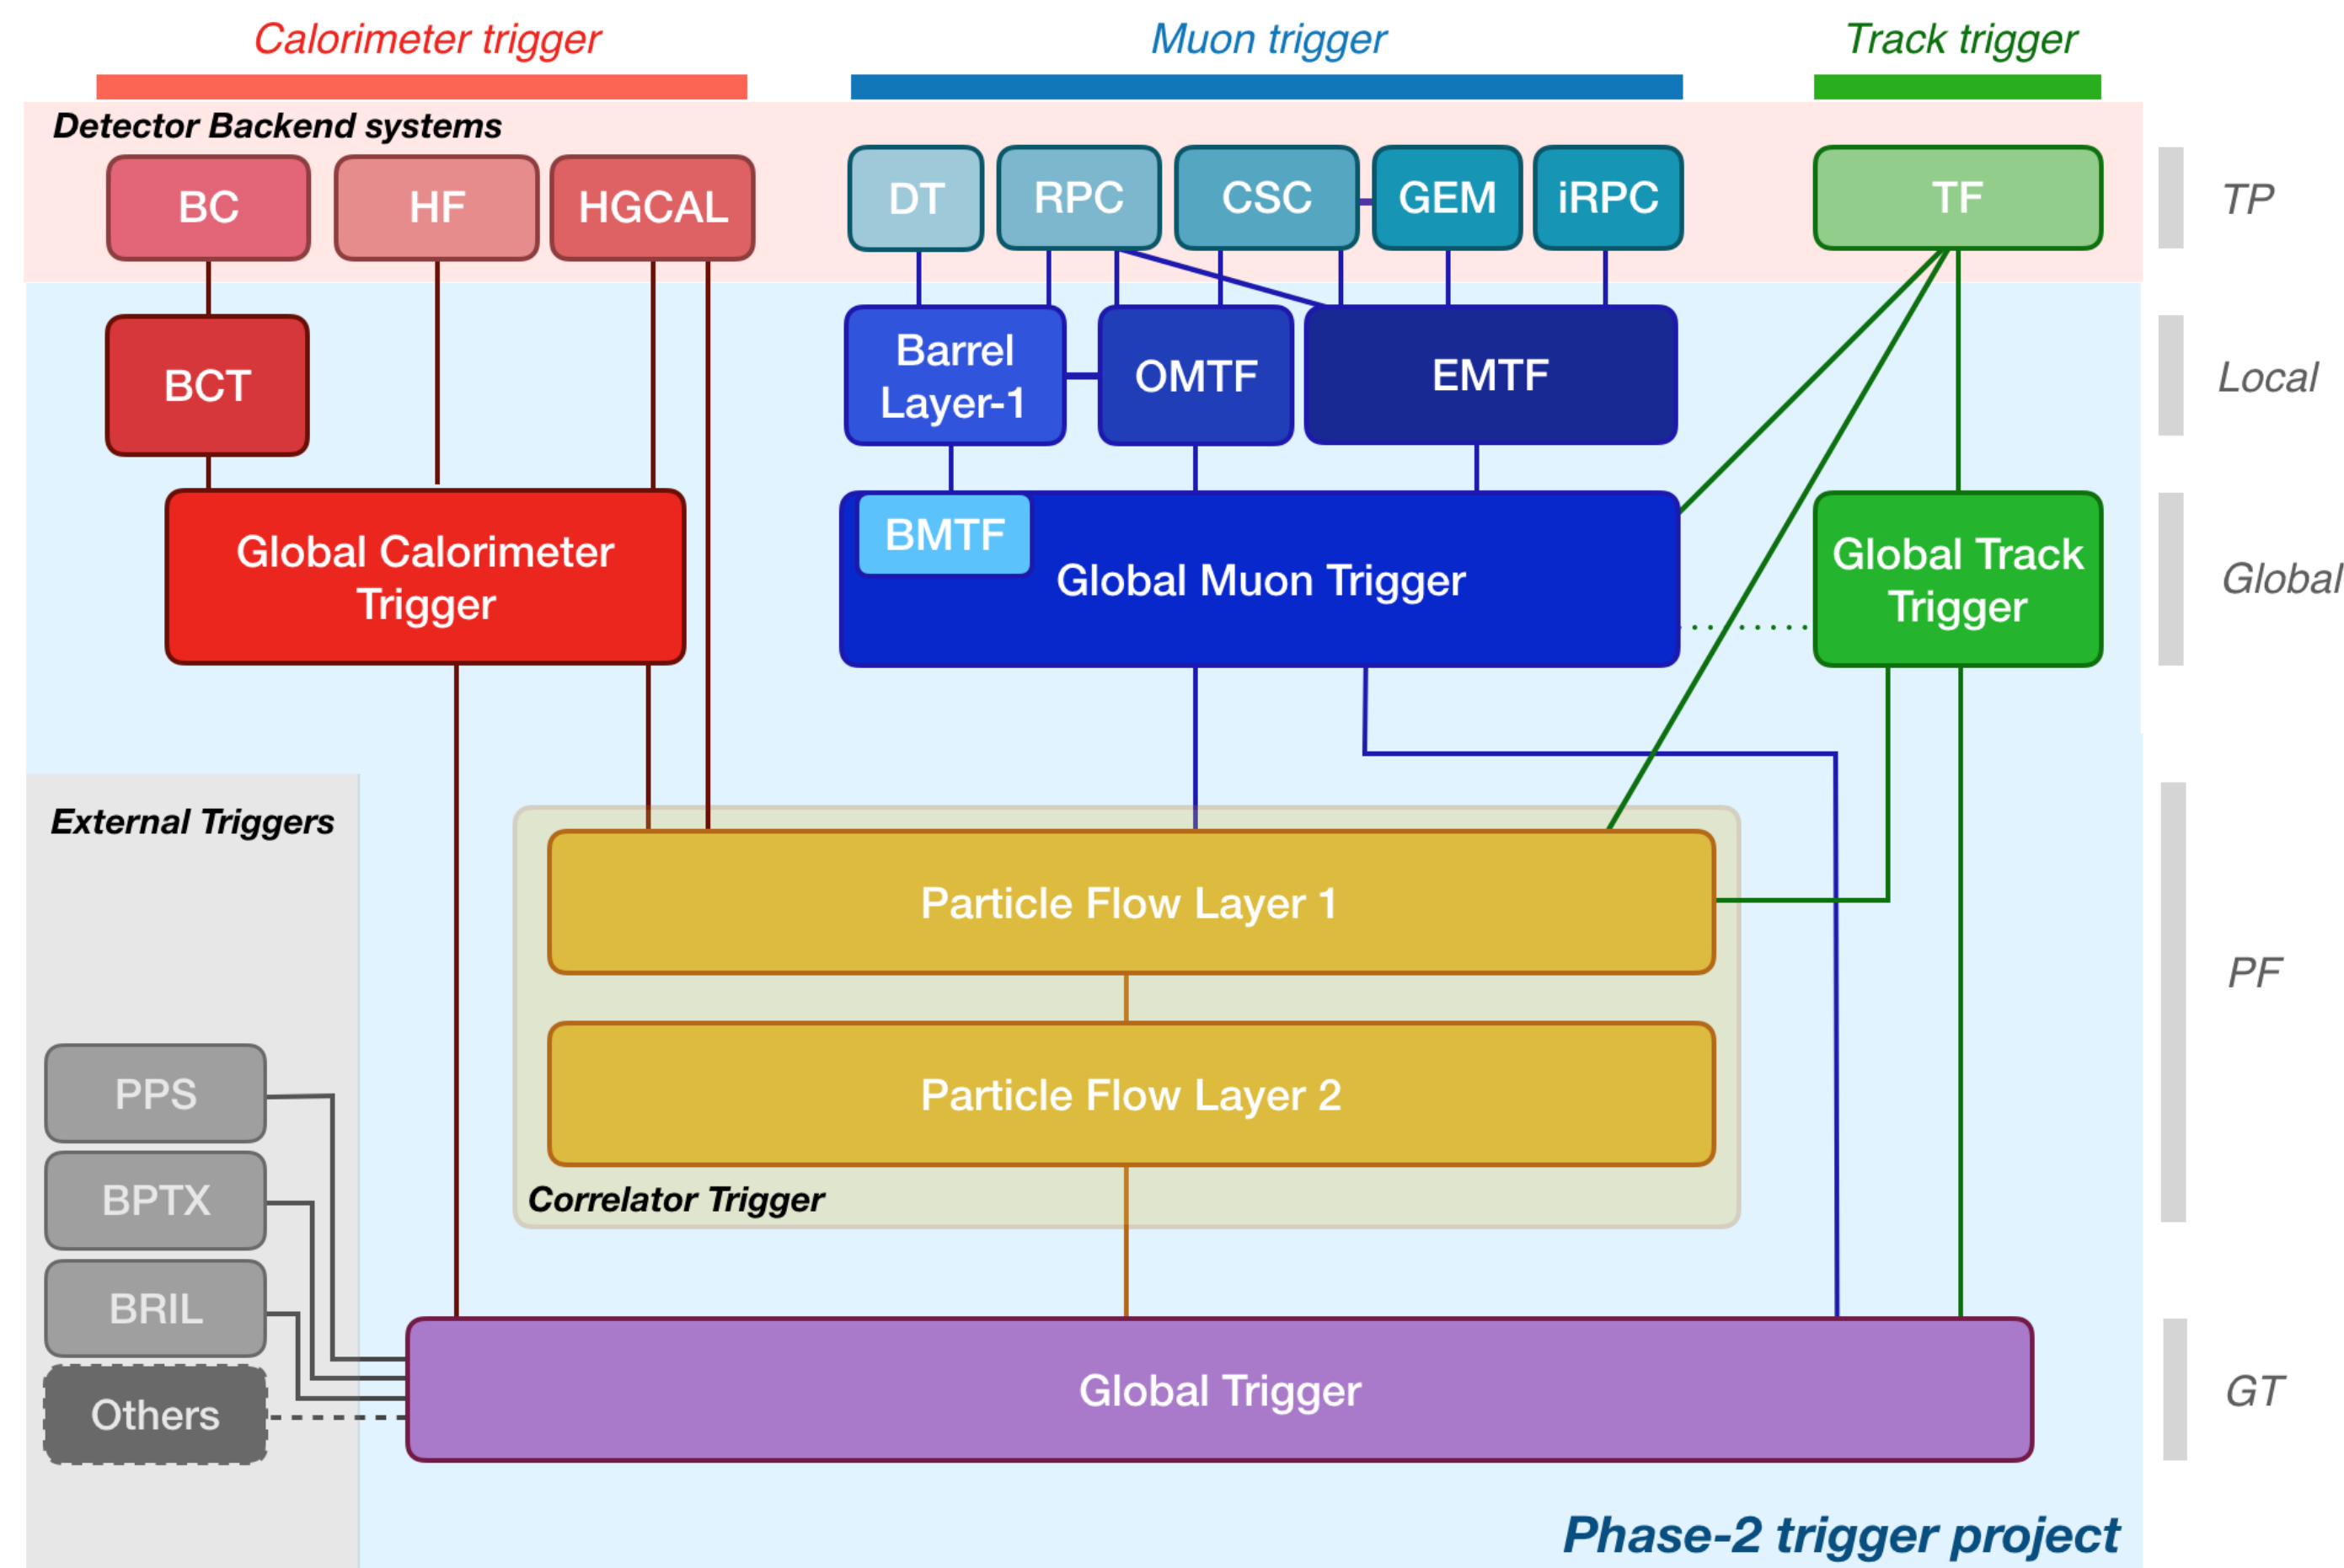 Calorimeter trigger
Muon trigger
Track trigger
Detector Backend systems
BC
HF
HGCAL
DT
RPC
CSC
GEM
iRPC
TF
TP
BCT
Barrel
Layer-1
OMTF
EMTF
Local
Global Calorimeter
Trigger
BMTF
Global Muon Trigger
Global Track
Trigger
Global
External Triggers
Particle Flow Layer 1
PF
Particle Flow Layer 2
Correlator Trigger
PPS
BPTX
BRIL
Others
Global Trigger
GT
Phase-2 trigger project